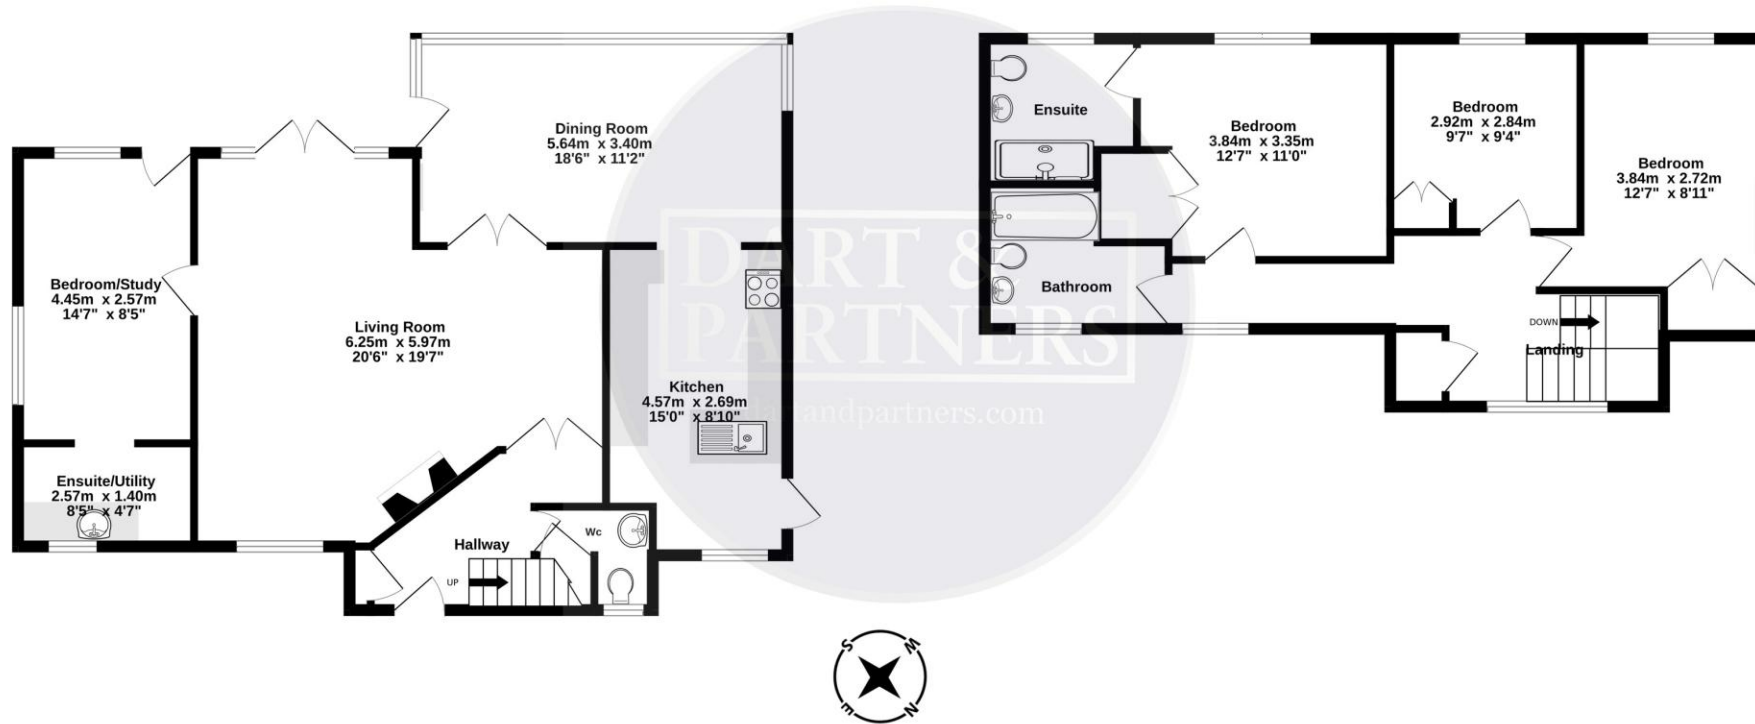 Dining Room
5.64m x 3.40m
18'6" x 11'2"
Bedroom/Study
4.45m x 2.57m
14'7" x 8'5"
Living Room
6.25m x 5.97m
20'6" x 19'7"
Kitchen
4.57m x 2.69m
15'0" x 8'10"
Ensuite/Utility
2.57m x 1.40m
8'5" x 4'7"
Hallway
Wc
UP
Ensuite
Bedroom
3.84m x 3.35m
12'7" x 11'0"
Bedroom
2.92m x 2.84m
9'7" x 9'4"
Bedroom
3.84m x 2.72m
12'7" x 8'11"
Bathroom
DOWN
Landing
DART &
PARTNERS
dartandpartners.com
S
W
E
N